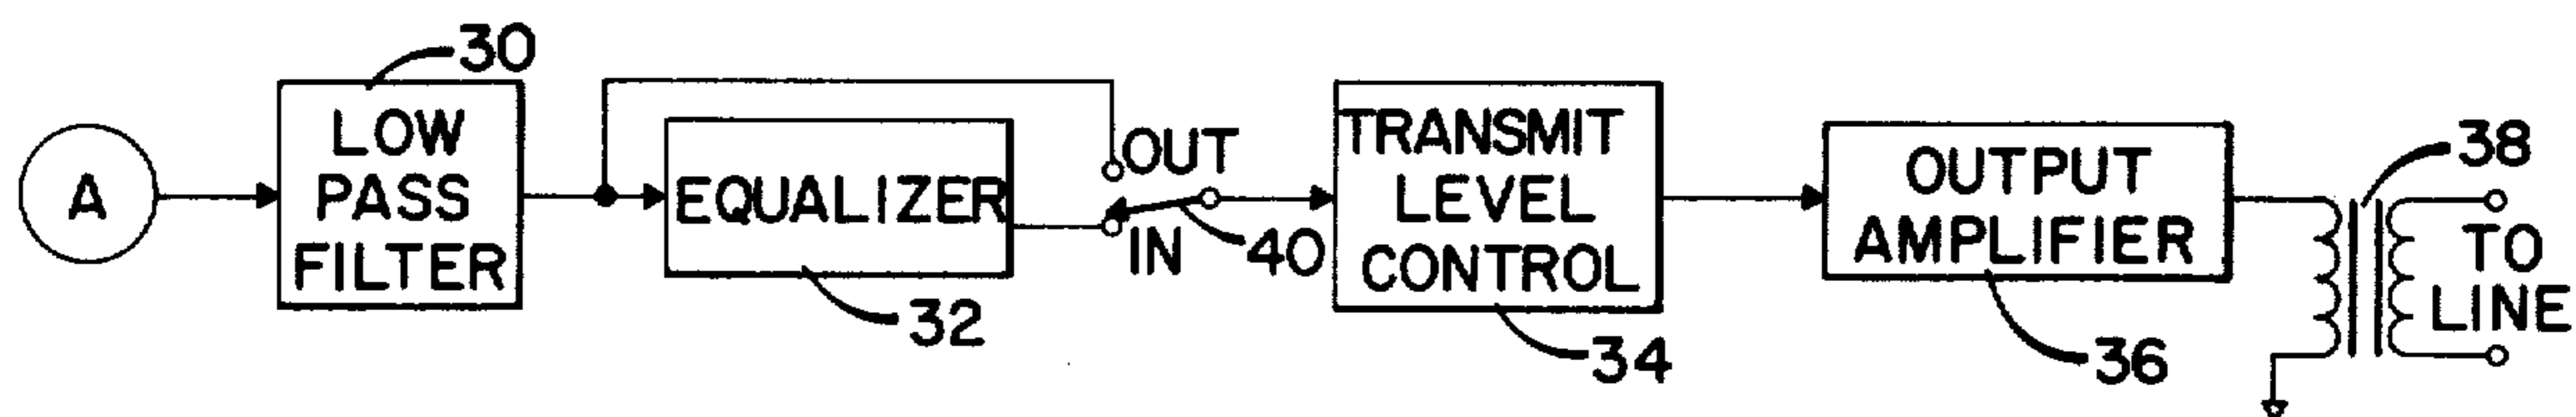 A
30
LOW
PASS
FILTER
EQUALIZER
32
OUT
IN
40
TRANSMIT
LEVEL
CONTROL
34
OUTPUT
AMPLIFIER
36
38
TO
LINE